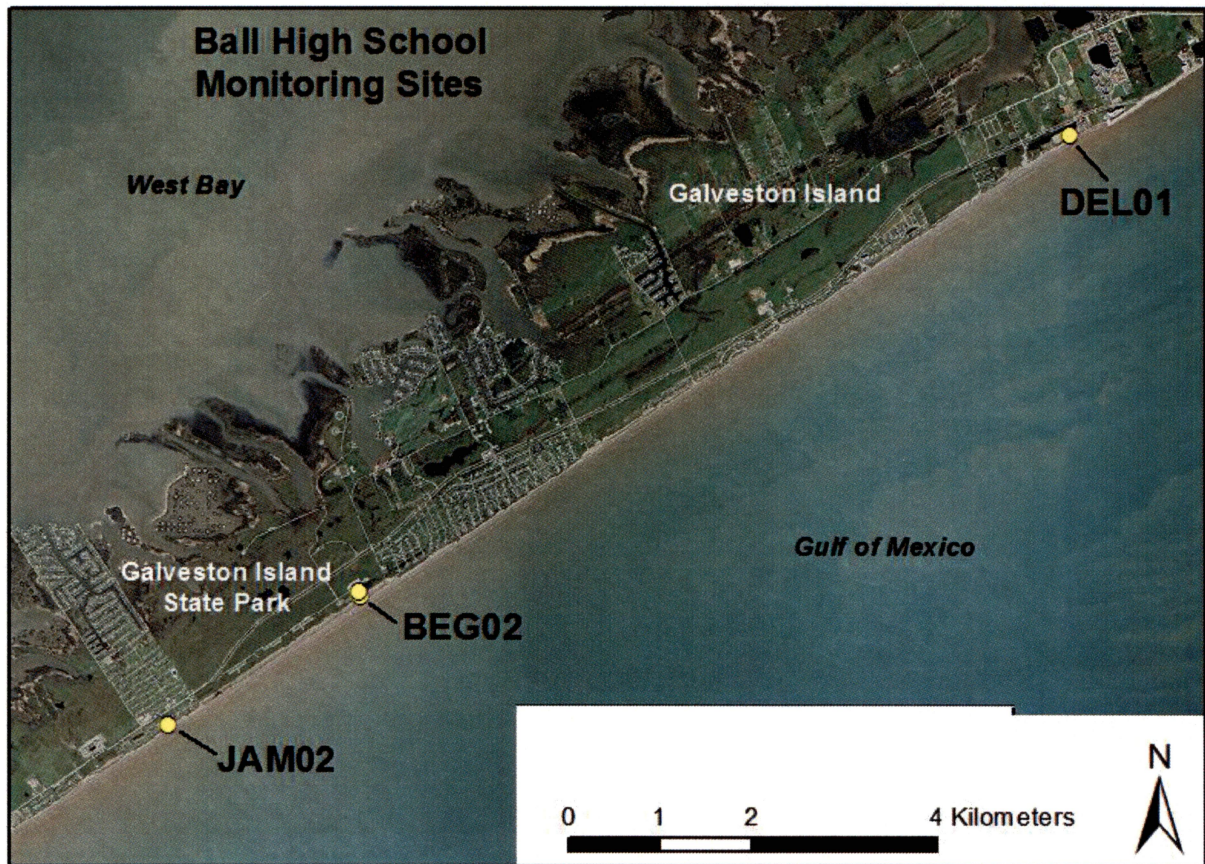 Ball High School
Monitoring Sites
West Bay
Galveston Island
DEL01
Gulf of Mexico
Galveston Island
State Park
BEG02
JAM02
N
0 1 2 4 Kilometers